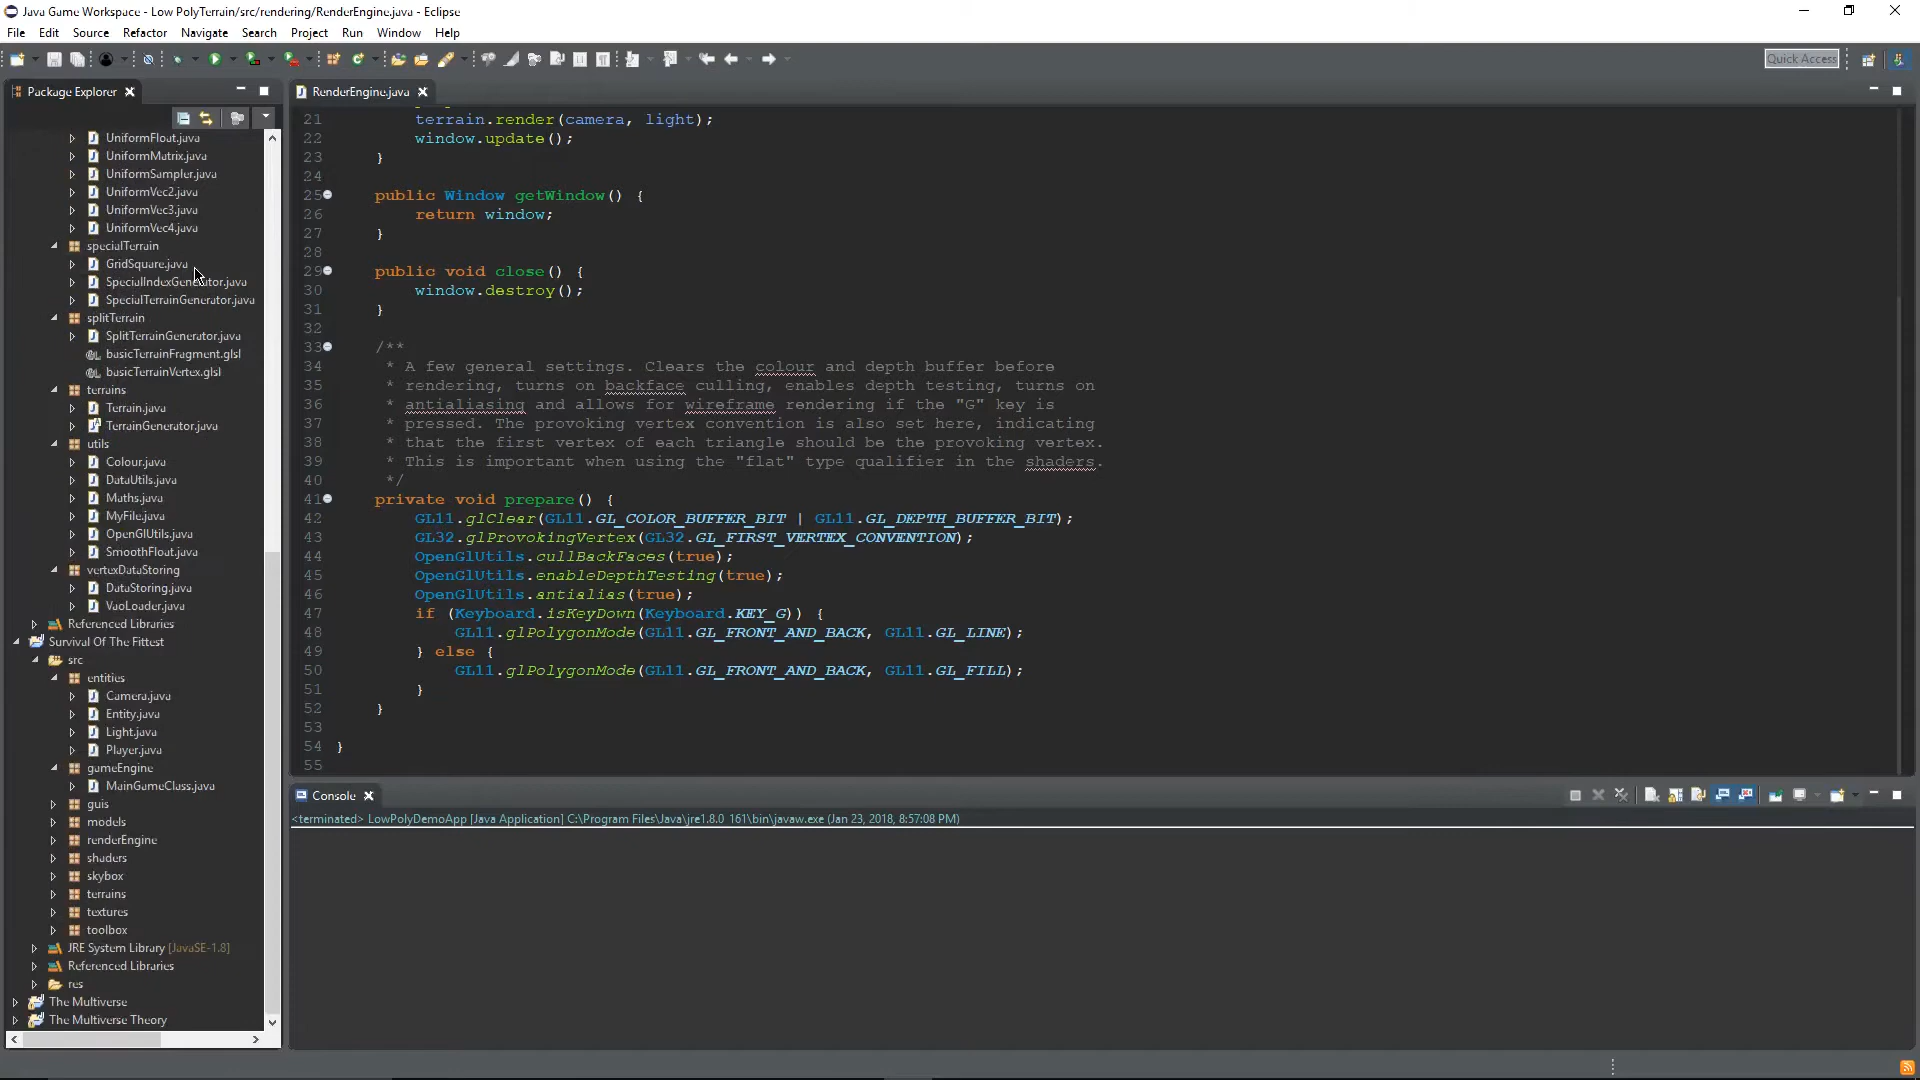 Java Game Workspace - Low PolyTerrain/src/rendering/RenderEngine.java - Eclipse
File Edit Source Refactor Navigate Search Project Run Window Help
Quick Access
Package Explorer
UniformFloat.java
UniformMatrix.java
UniformSampler.java
UniformVec2.java
UniformVec3.java
UniformVec4.java
specialTerrain
GridSquare.java
SpecialIndexGenerator.java
SpecialTerrainGenerator.java
splitTerrain
SplitTerrainGenerator.java
basicTerrainFragment.glsl
basicTerrainVertex.glsl
terrains
Terrain.java
TerrainGenerator.java
utils
Colour.java
DataUtils.java
Maths.java
MyFile.java
OpenGlUtils.java
SmoothFloat.java
vertexDataStoring
DataStoring.java
VaoLoader.java
Referenced Libraries
Survival Of The Fittest
src
entities
Camera.java
Entity.java
Light.java
Player.java
gameEngine
MainGameClass.java
guis
models
renderEngine
shaders
skybox
terrains
textures
toolbox
JRE System Library [JavaSE-1.8]
Referenced Libraries
res
The Multiverse
The Multiverse Theory
RenderEngine.java
21 terrain.render(camera, light);
22 window.update();
23 }
24
25 public Window getWindow() {
26 return window;
27 }
28
29 public void close() {
30 window.destroy();
31 }
32
33 /**
34 * A few general settings. Clears the colour and depth buffer before
35 * rendering, turns on backface culling, enables depth testing, turns on
36 * antialiasing and allows for wireframe rendering if the "G" key is
37 * pressed. The provoking vertex convention is also set here, indicating
38 * that the first vertex of each triangle should be the provoking vertex.
39 * This is important when using the "flat" type qualifier in the shaders.
40 */
41 private void prepare() {
42 GL11.glClear(GL11.GL_COLOR_BUFFER_BIT | GL11.GL_DEPTH_BUFFER_BIT);
43 GL32.glProvokingVertex(GL32.GL_FIRST_VERTEX_CONVENTION);
44 OpenGlUtils.cullBackFaces(true);
45 OpenGlUtils.enableDepthTesting(true);
46 OpenGlUtils.antialias(true);
47 if (Keyboard.isKeyDown(Keyboard.KEY_G)) {
48 GL11.glPolygonMode(GL11.GL_FRONT_AND_BACK, GL11.GL_LINE);
49 } else {
50 GL11.glPolygonMode(GL11.GL_FRONT_AND_BACK, GL11.GL_FILL);
51 }
52 }
53
54 }
55
Console
<terminated> LowPolyDemoApp [Java Application] C:\Program Files\Java\jre1.8.0_161\bin\javaw.exe (Jan 23, 2018, 8:57:08 PM)